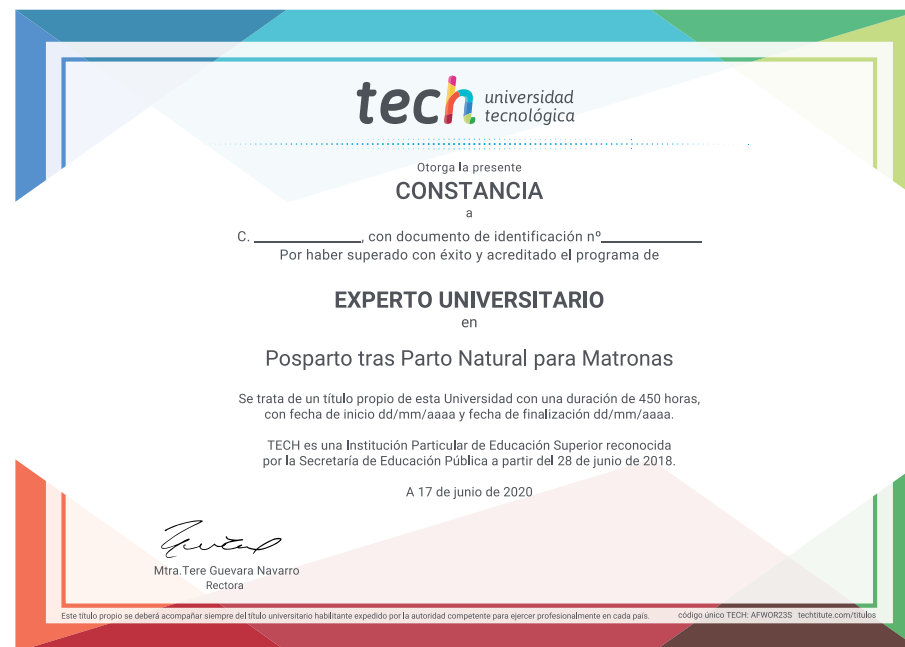 tech universidad
tecnológica
Otorga la presente
CONSTANCIA
a
C. ____________, con documento de identificación nº____________
Por haber superado con éxito y acreditado el programa de
EXPERTO UNIVERSITARIO
en
Posparto tras Parto Natural para Matronas
Se trata de un título propio de esta Universidad con una duración de 450 horas,
con fecha de inicio dd/mm/aaaa y fecha de finalización dd/mm/aaaa.
TECH es una Institución Particular de Educación Superior reconocida
por la Secretaría de Educación Pública a partir del 28 de junio de 2018.
A 17 de junio de 2020
Mtra.Tere Guevara Navarro
Rectora
Este título propio se deberá acompañar siempre del título universitario habilitante expedido por la autoridad competente para ejercer profesionalmente en cada país. código único TECH: AFWOR23S techtitute.com/titulos